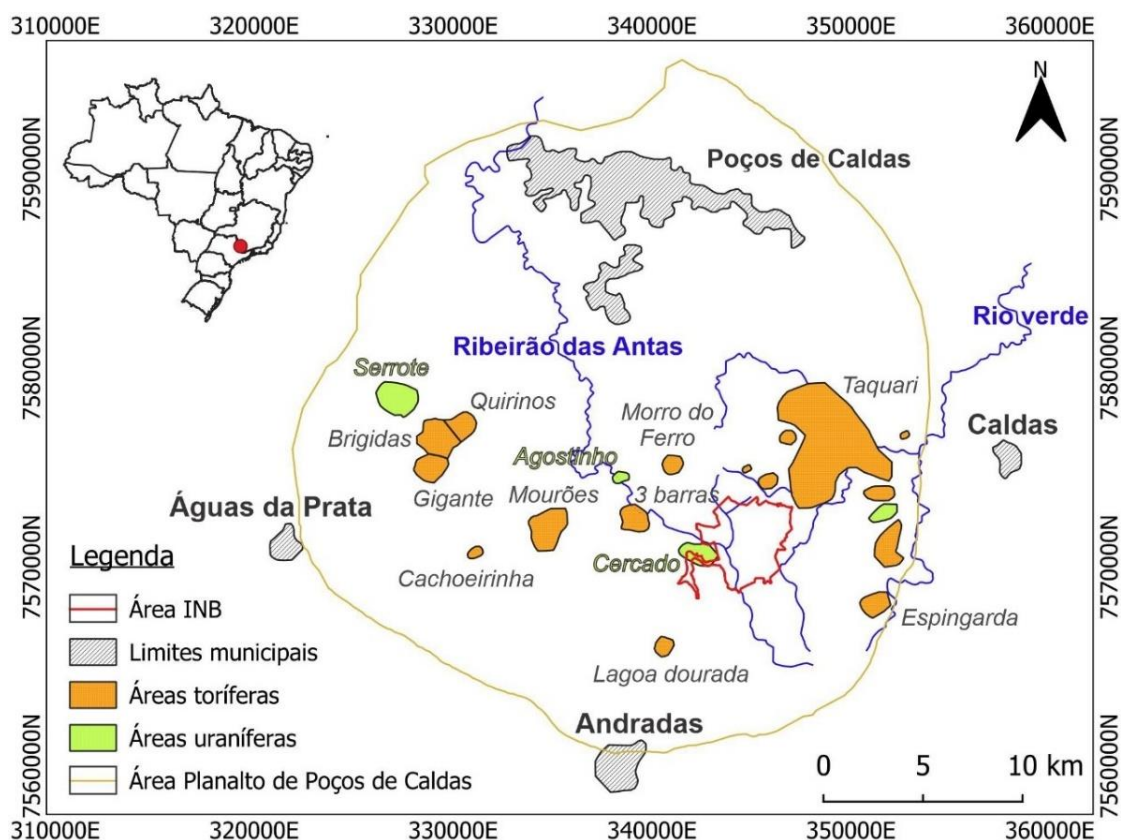 310000E 320000E 330000E 340000E 350000E 360000E
7590000N
7590000N
N
Poços de Caldas
Ribeirão das Antas
Rio verde
7580000N
7580000N
Serrote
Taquari
Quirinos
Morro do
Ferro
Brigidas
Caldas
Agostinho
Gigante
Mourões
3 barras
Águas da Prata
7570000N
7570000N
Cercado
Cachoeirinha
Espingarda
Lagoa dourada
Andradas
Legenda
Área INB
Limites municipais
Áreas toríferas
Áreas uraníferas
Área Planalto de Poços de Caldas
0 5 10 km
7560000N
7560000N
310000E 320000E 330000E 340000E 350000E 360000E